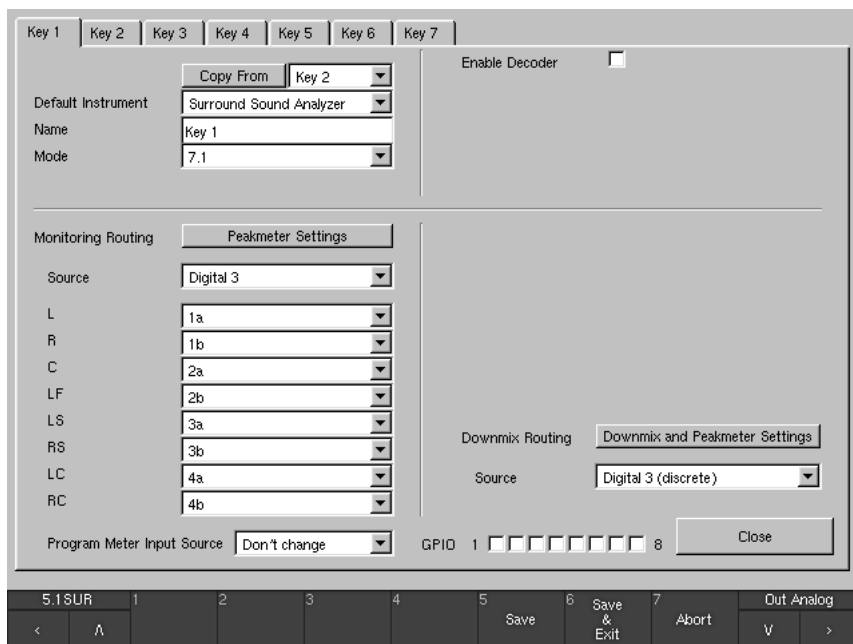 Key 1 Key 2 Key 3 Key 4 Key 5 Key 6 Key 7
Copy From Key 2
Default Instrument Surround Sound Analyzer
Name Key 1
Mode 7.1
Enable Decoder
Monitoring Routing Peakmeter Settings
Source Digital 3
L 1a
R 1b
C 2a
LF 2b
LS 3a
RS 3b
LC 4a
RC 4b
Downmix Routing Downmix and Peakmeter Settings
Source Digital 3 (discrete)
Program Meter Input Source Don't change
GPIO 1 8
Close
5.1SUR 1 2 3 4 5 6 7 Out Analog
< Λ Save Save & Exit Abort V >